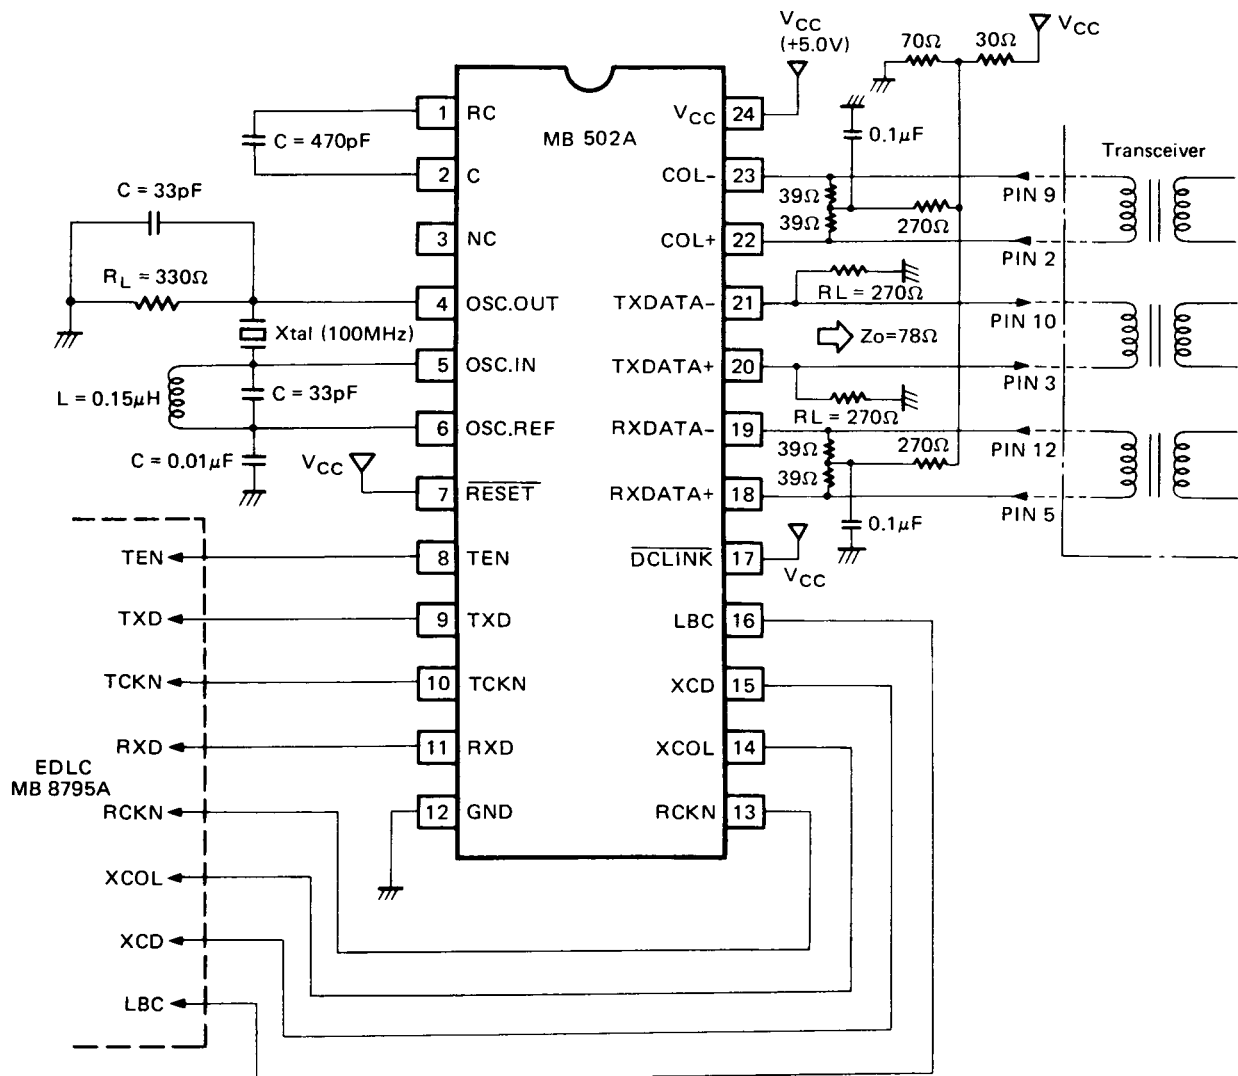 VCC
(+5.0V)
70Ω
30Ω
VCC
1
RC
MB 502A
VCC
24
0.1μF
C = 470pF
Transceiver
2
C
COL-
23
39Ω
PIN 9
C = 33pF
39Ω
270Ω
3
NC
COL+
22
PIN 2
RL = 330Ω
RL = 270Ω
4
OSC.OUT
TXDATA-
21
PIN 10
Xtal (100MHz)
Zo=78Ω
5
OSC.IN
TXDATA+
20
PIN 3
L = 0.15μH
C = 33pF
RL = 270Ω
6
OSC.REF
RXDATA-
19
39Ω
270Ω
PIN 12
C = 0.01μF
VCC
39Ω
7
RESET
RXDATA+
18
PIN 5
0.1μF
TEN
8
TEN
DCLINK
17
VCC
TXD
9
TXD
LBC
16
TCKN
10
TCKN
XCD
15
RXD
11
RXD
XCOL
14
EDLC
MB 8795A
RCKN
12
GND
RCKN
13
XCOL
XCD
LBC